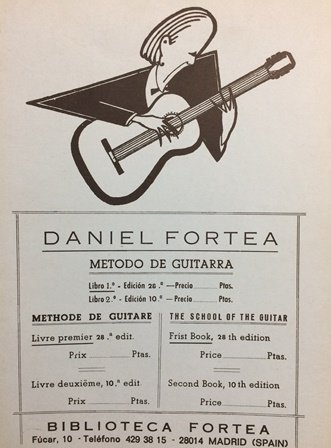 DANIEL FORTEA
METODO DE GUITARRA
Libro 1.º - Edición 28.ª —Precio Ptas.
Libro 2.º - Edición 10.ª —Precio Ptas.
METHODE DE GUITARE
Livre premier 28.ª edit.
Prix Ptas.
Livre deuxième, 10.ª edit
Prix Ptas.
THE SCHOOL OF THE GUITAR
Frist Book, 28 th edition
Price Ptas.
Second Book, 10th edition
Price Ptas.
BIBLIOTECA FORTEA
Fúcar, 10 - Teléfono 429 38 15 - 28014 MADRID (SPAIN)